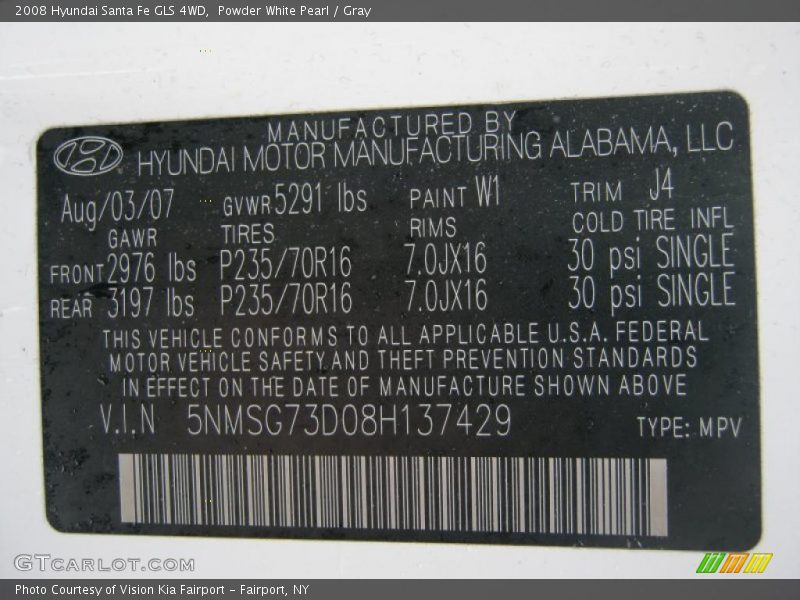 2008 Hyundai Santa Fe GLS 4WD, Powder White Pearl / Gray
MANUFACTURED BY
HYUNDAI MOTOR MANUFACTURING ALABAMA, LLC
Aug/03/07 GVWR 5291 lbs PAINT W1 TRIM J4
GAWR TIRES RIMS COLD TIRE INFL
FRONT 2976 lbs P235/70R16 7.0JX16 30 psi SINGLE
REAR 3197 lbs P235/70R16 7.0JX16 30 psi SINGLE
THIS VEHICLE CONFORMS TO ALL APPLICABLE U.S.A. FEDERAL
MOTOR VEHICLE SAFETY AND THEFT PREVENTION STANDARDS
IN EFFECT ON THE DATE OF MANUFACTURE SHOWN ABOVE
V.I.N 5NMSG73D08H137429 TYPE: MPV
GTCARLOT.COM
Photo Courtesy of Vision Kia Fairport - Fairport, NY